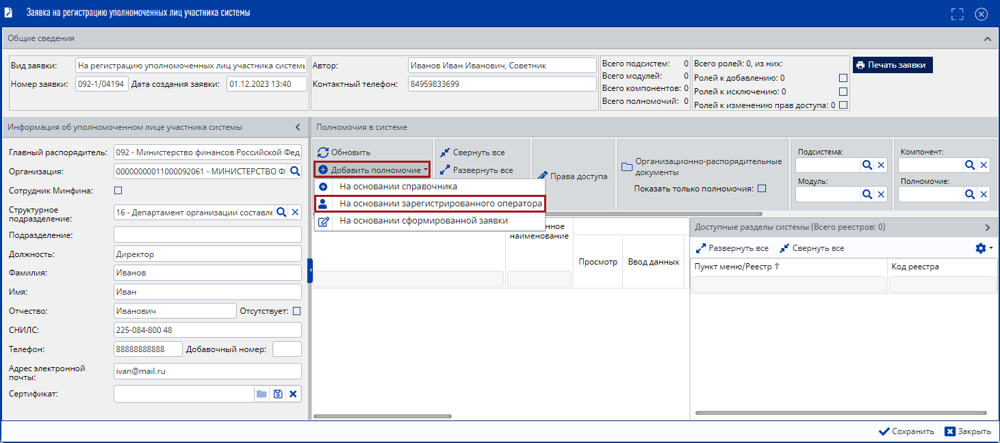 Заявка на регистрацию уполномоченных лиц участника системы
Общие сведения
Вид заявки: На регистрацию уполномоченных лиц участника системы
Номер заявки: 092-1/04194 Дата создания заявки: 01.12.2023 13:40
Автор: Иванов Иван Иванович, Советник
Контактный телефон: 84959833699
Всего подсистем: 0
Всего модулей: 0
Всего компонентов: 0
Всего полномочий: 0
Всего ролей: 0, из них:
Ролей к добавлению: 0
Ролей к исключению: 0
Ролей к изменению прав доступа: 0
Печать заявки
Информация об уполномоченном лице участника системы
Главный распорядитель: 092 - Министерство финансов Российской Фед
Организация: 00000000011000092061 - МИНИСТЕРСТВО
Сотрудник Минфина:
Структурное
подразделение: 16 - Департамент организации составле
Подразделение:
Должность: Директор
Фамилия: Иванов
Имя: Иван
Отчество: Иванович Отсутствует:
СНИЛС: 225-084-800 48
Телефон: 88888888888 Добавочный номер:
Адрес электронной
почты: ivan@mail.ru
Сертификат:
Полномочия в системе
Обновить
Добавить полномочие
Свернуть все
Развернуть все
Права доступа
Организационно-распорядительные
документы
Показать только полномочия:
Подсистема:
Модуль:
Компонент:
Полномочие:
На основании справочника
На основании зарегистрированного оператора
На основании сформированной заявки
нное
наименование
Просмотр
Ввод данных
Доступные разделы системы (Всего реестров: 0)
Развернуть все Свернуть все
Пункт меню/Реестр Код реестра
Сохранить Закрыть